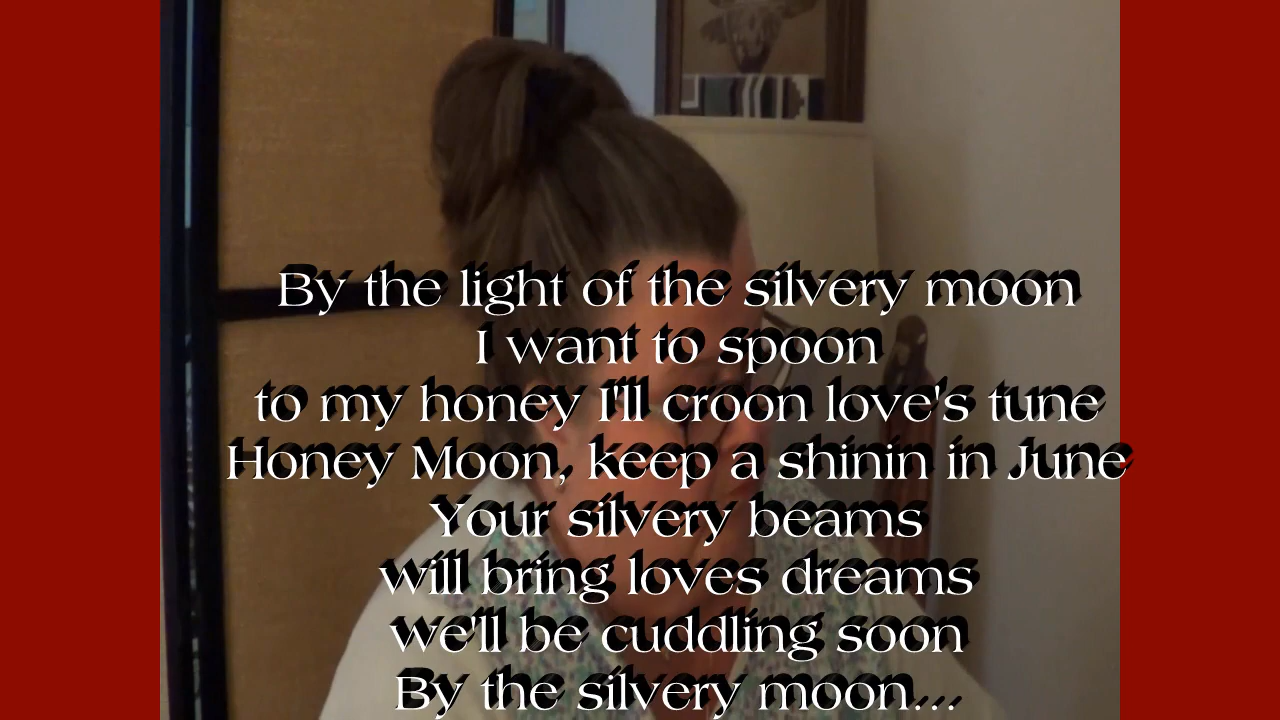 By the light of the silvery moon
I want to spoon
to my honey I'll croon love's tune
Honey Moon, keep a shinin in June
Your silvery beams
will bring loves dreams
we'll be cuddling soon
By the silvery moon...